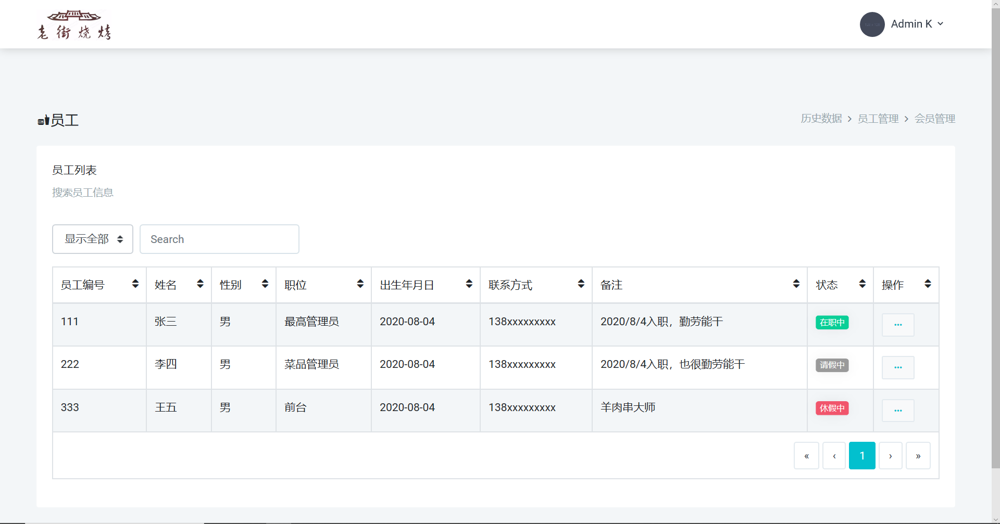 老街烧烤
Admin K
员工
历史数据 › 员工管理 › 会员管理
员工列表
搜索员工信息
显示全部 Search
员工编号 姓名 性别 职位 出生年月日 联系方式 备注 状态 操作
111 张三 男 最高管理员 2020-08-04 138xxxxxxxxx 2020/8/4入职，勤劳能干 在职中 ...
222 李四 男 菜品管理员 2020-08-04 138xxxxxxxxx 2020/8/4入职，也很勤劳能干 请假中 ...
333 王五 男 前台 2020-08-04 138xxxxxxxxx 羊肉串大师 休假中 ...
« ‹ 1 › »